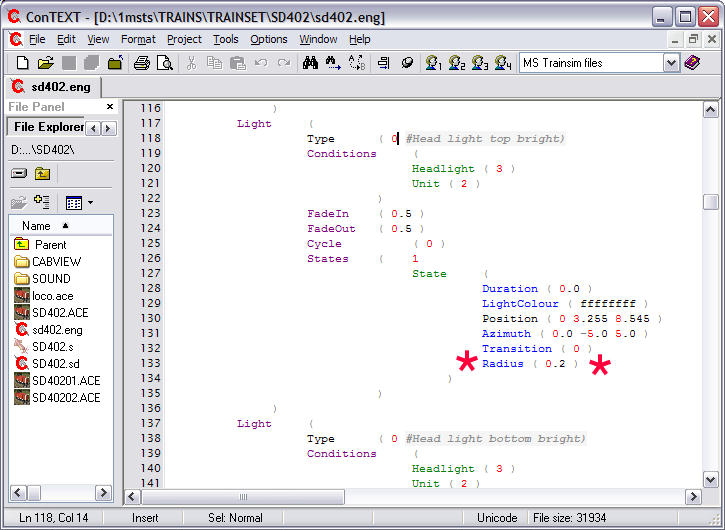 ConTEXT - [D:\1msts\TRAINS\TRAINSET\SD402\sd402.eng]
File Edit View Format Project Tools Options Window Help
1 2 3 4 MS Trainsim files
sd402.eng
File Panel
File Explorer
D:...\SD402\
Name
Parent
CABVIEW
SOUND
loco.ace
SD402.ACE
sd402.eng
SD402.s
SD402.sd
SD40201.ACE
SD40202.ACE
116 )
117 Light (
118 Type ( 0 #Head light top bright)
119 Conditions (
120 Headlight ( 3 )
121 Unit ( 2 )
122 )
123 FadeIn ( 0.5 )
124 FadeOut ( 0.5 )
125 Cycle ( 0 )
126 States ( 1
127 State (
128 Duration ( 0.0 )
129 LightColour ( ffffffff )
130 Position ( 0 3.255 8.545 )
131 Azimuth ( 0.0 -5.0 5.0 )
132 Transition ( 0 )
133 * Radius ( 0.2 ) *
134 )
135 )
136 )
137 Light (
138 Type ( 0 #Head light bottom bright)
139 Conditions (
140 Headlight ( 3 )
141 Unit ( 2 )
Ln 118, Col 14 Insert Sel: Normal Unicode File size: 31934